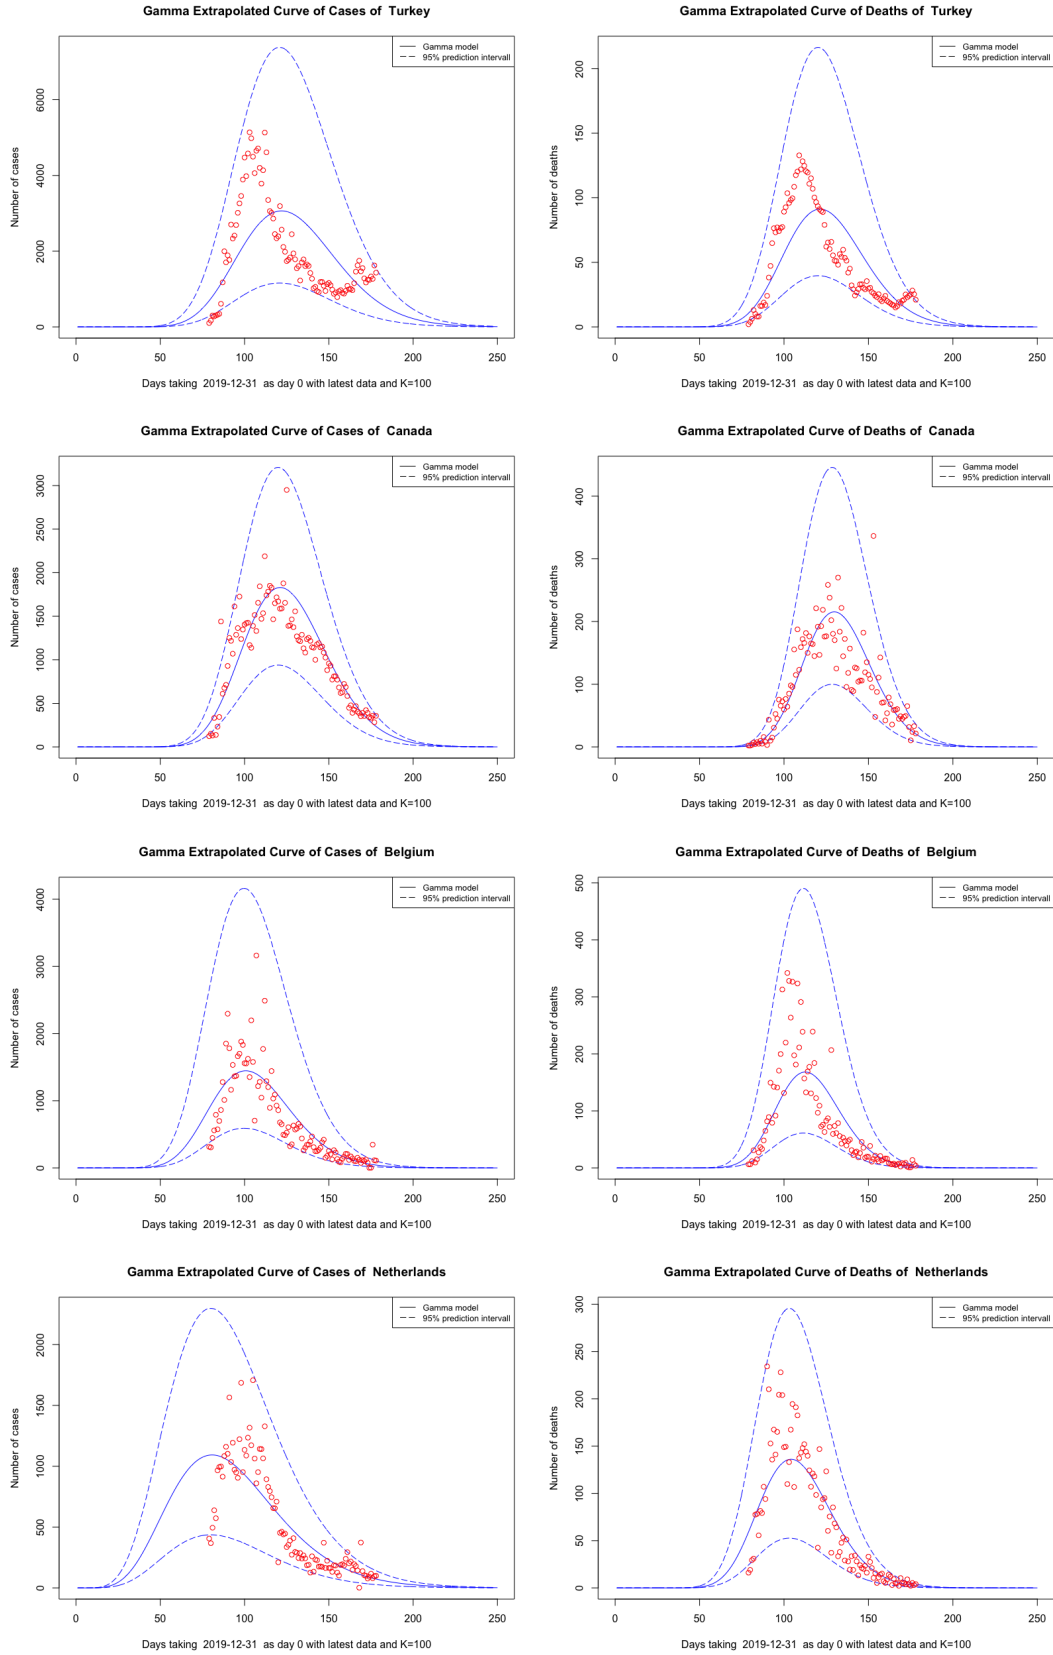 Gamma Extrapolated Curve of Cases of Turkey
Number of cases
0 2000 4000 6000
Gamma model
95% prediction intervall
0 50 100 150 200 250
Days taking 2019-12-31 as day 0 with latest data and K=100
Gamma Extrapolated Curve of Deaths of Turkey
Number of deaths
0 50 100 150 200
Gamma model
95% prediction intervall
0 50 100 150 200 250
Days taking 2019-12-31 as day 0 with latest data and K=100
Gamma Extrapolated Curve of Cases of Canada
Number of cases
0 500 1000 1500 2000 2500 3000
Gamma model
95% prediction intervall
0 50 100 150 200 250
Days taking 2019-12-31 as day 0 with latest data and K=100
Gamma Extrapolated Curve of Deaths of Canada
Number of deaths
0 100 200 300 400
Gamma model
95% prediction intervall
0 50 100 150 200 250
Days taking 2019-12-31 as day 0 with latest data and K=100
Gamma Extrapolated Curve of Cases of Belgium
Number of cases
0 1000 2000 3000 4000
Gamma model
95% prediction intervall
0 50 100 150 200 250
Days taking 2019-12-31 as day 0 with latest data and K=100
Gamma Extrapolated Curve of Deaths of Belgium
Number of deaths
0 100 200 300 400 500
Gamma model
95% prediction intervall
0 50 100 150 200 250
Days taking 2019-12-31 as day 0 with latest data and K=100
Gamma Extrapolated Curve of Cases of Netherlands
Number of cases
0 500 1000 1500 2000
Gamma model
95% prediction intervall
0 50 100 150 200 250
Days taking 2019-12-31 as day 0 with latest data and K=100
Gamma Extrapolated Curve of Deaths of Netherlands
Number of deaths
0 50 100 150 200 250 300
Gamma model
95% prediction intervall
0 50 100 150 200 250
Days taking 2019-12-31 as day 0 with latest data and K=100